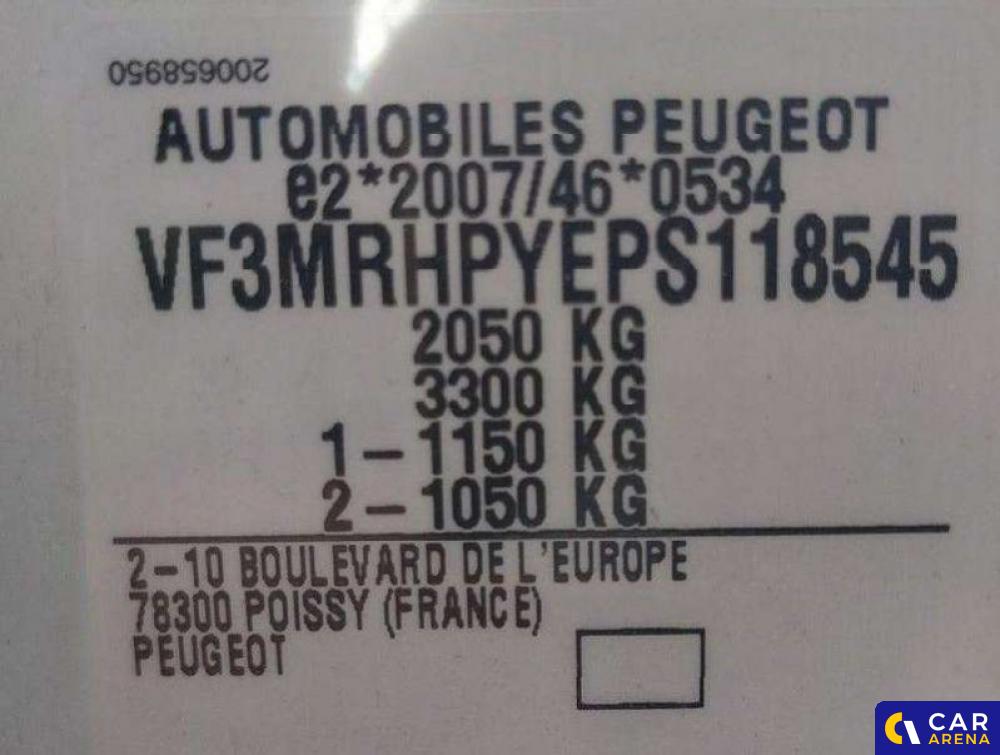 200658950
AUTOMOBILES PEUGEOT
e2*2007/46*0534
VF3MRHPYEPS118545
2050 KG
3300 KG
1-1150 KG
2-1050 KG
2-10 BOULEVARD DE L'EUROPE
78300 POISSY (FRANCE)
PEUGEOT
CAR
ARENA